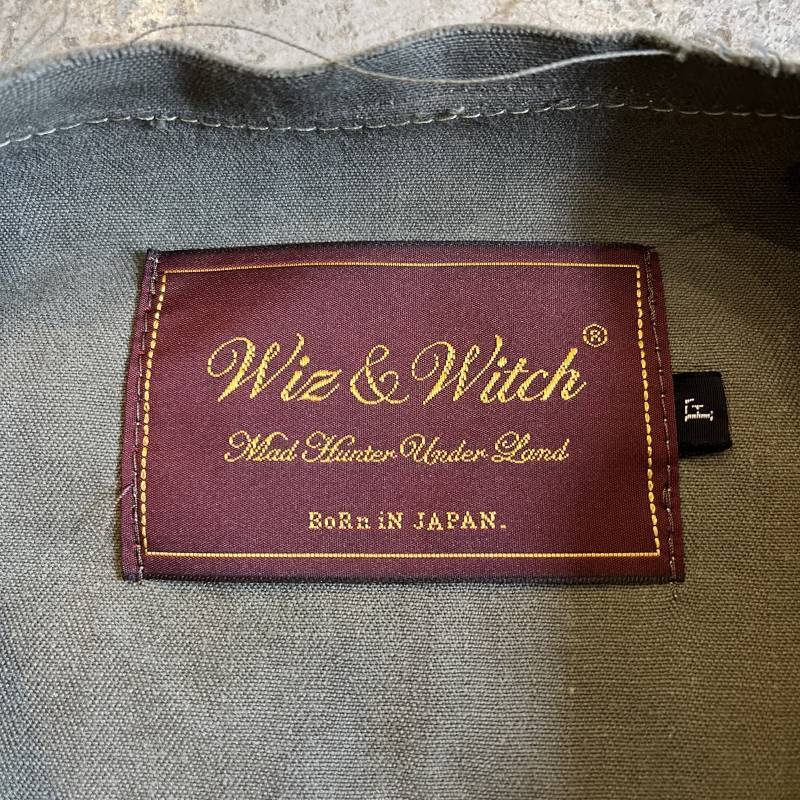 Wiz & Witch®
Mad Hunter Under Land
BoRn iN JAPAN.
F.